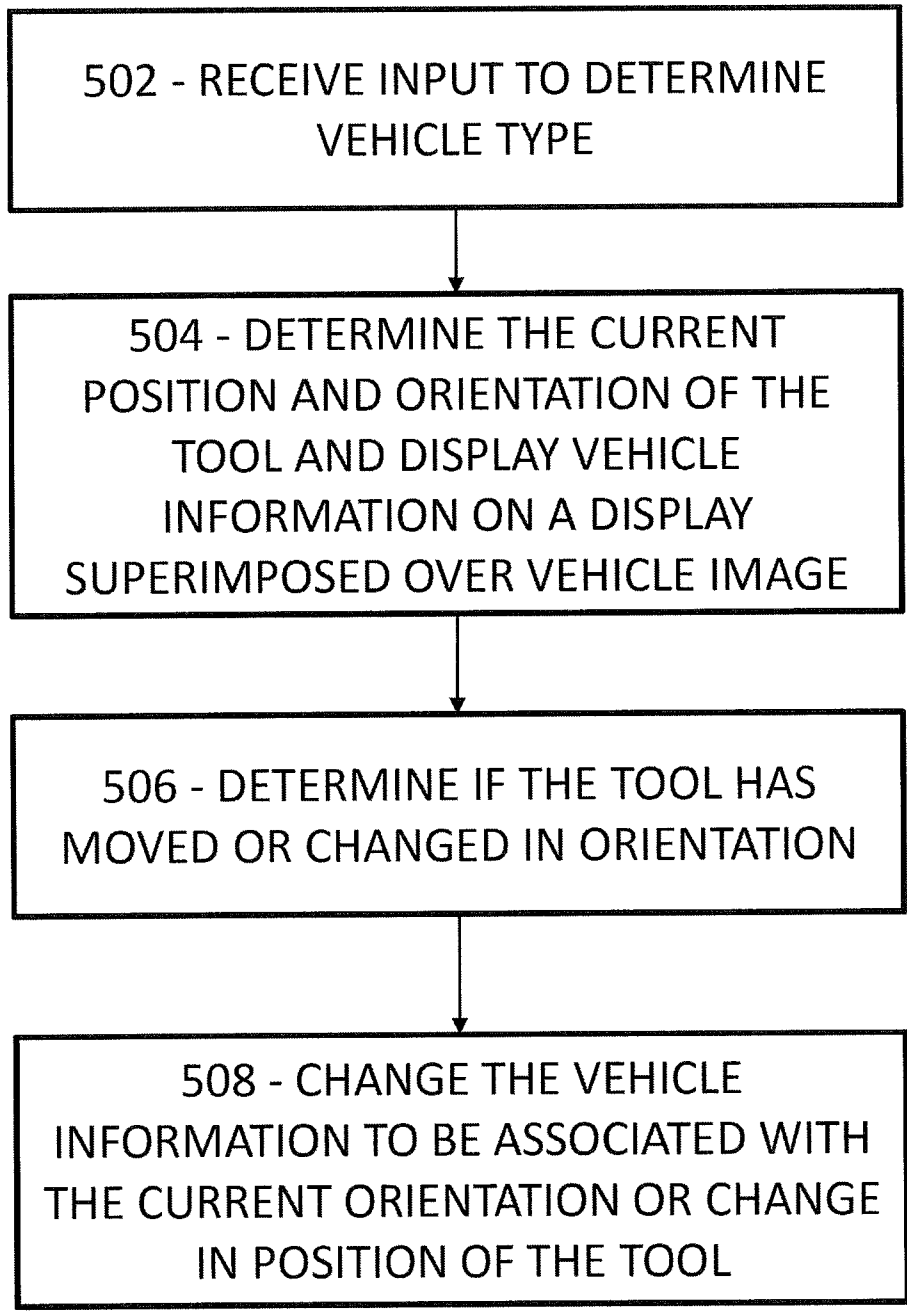 502 - RECEIVE INPUT TO DETERMINE
VEHICLE TYPE
504 - DETERMINE THE CURRENT
POSITION AND ORIENTATION OF THE
TOOL AND DISPLAY VEHICLE
INFORMATION ON A DISPLAY
SUPERIMPOSED OVER VEHICLE IMAGE
506 - DETERMINE IF THE TOOL HAS
MOVED OR CHANGED IN ORIENTATION
508 - CHANGE THE VEHICLE
INFORMATION TO BE ASSOCIATED WITH
THE CURRENT ORIENTATION OR CHANGE
IN POSITION OF THE TOOL